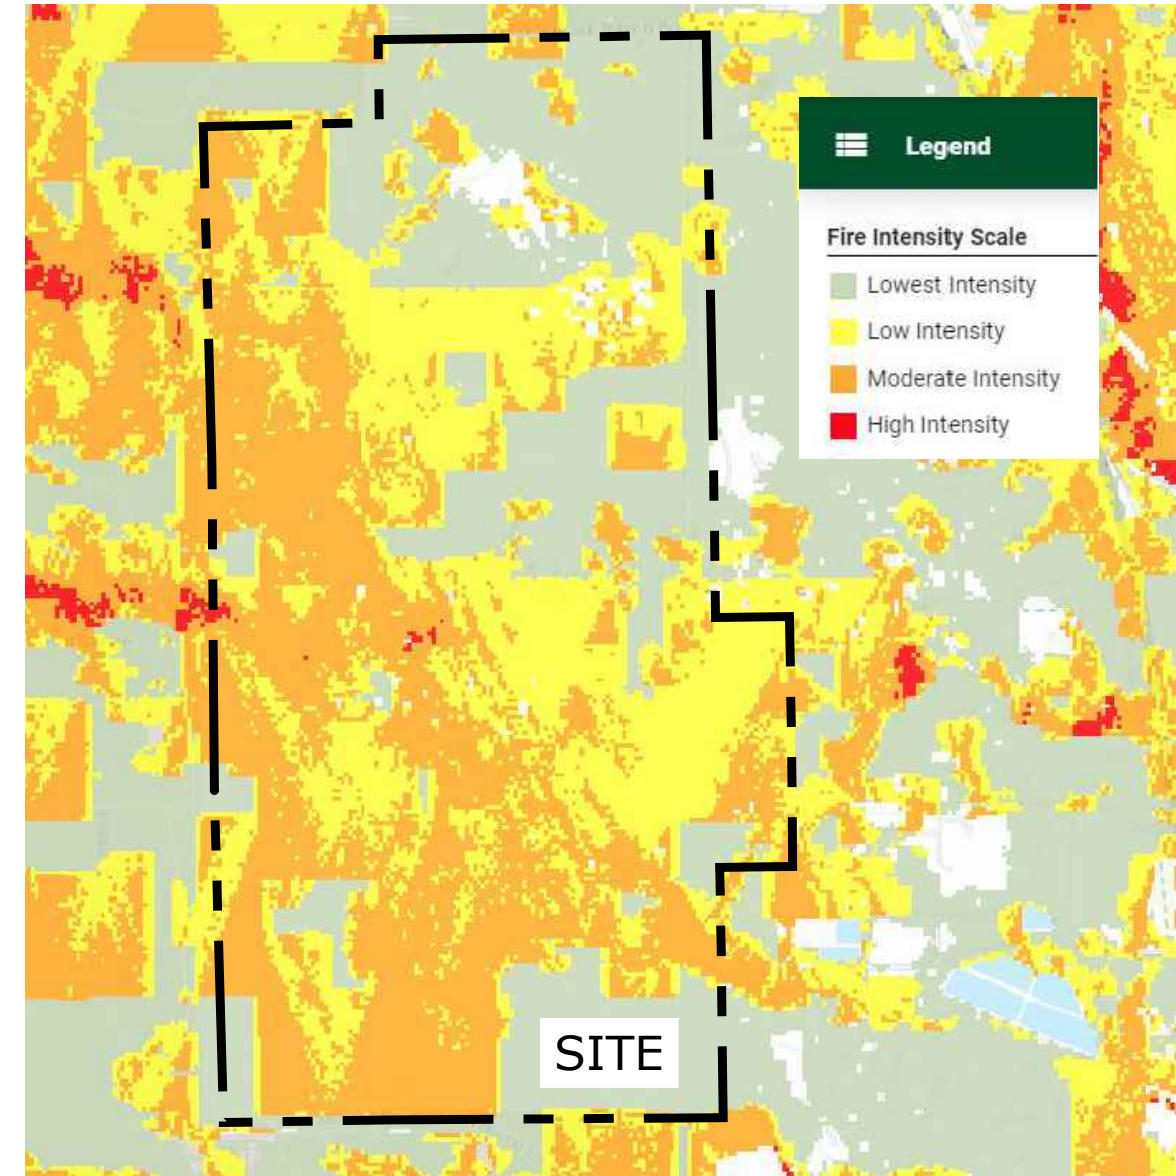 Legend
Fire Intensity Scale
Lowest Intensity
Low Intensity
Moderate Intensity
High Intensity
SITE